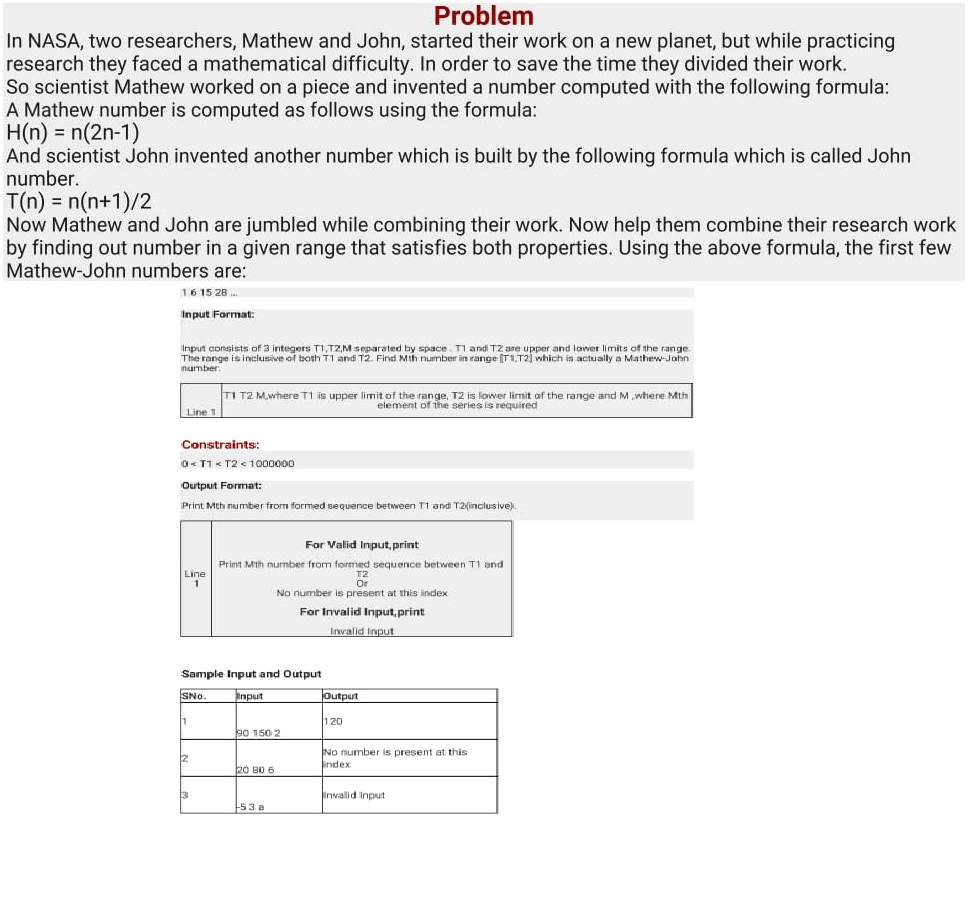 Problem
In NASA, two researchers, Mathew and John, started their work on a new planet, but while practicing
research they faced a mathematical difficulty. In order to save the time they divided their work.
So scientist Mathew worked on a piece and invented a number computed with the following formula:
A Mathew number is computed as follows using the formula:
H(n) = n(2n-1)
And scientist John invented another number which is built by the following formula which is called John
number.
T(n) = n(n+1)/2
Now Mathew and John are jumbled while combining their work. Now help them combine their research work
by finding out number in a given range that satisfies both properties. Using the above formula, the first few
Mathew-John numbers are:
1 6 15 28 ...
Input Format:
Input consists of 3 integers T1,T2,M separated by space . T1 and T2 are upper and lower limits of the range.
The range is inclusive of both T1 and T2. Find Mth number in range [T1,T2] which is actually a Mathew-John
number.
T1 T2 M,where T1 is upper limit of the range, T2 is lower limit of the range and M ,where Mth
element of the series is required
Line 1
Constraints:
0 < T1 < T2 < 1000000
Output Format:
Print Mth number from formed sequence between T1 and T2(inclusive).
For Valid Input,print
Print Mth number from formed sequence between T1 and
Line
T2
1
Or
No number is present at this index
For Invalid Input,print
Invalid Input
Sample Input and Output
SNo. Input Output
1
120
90 150 2
2
No number is present at this
index
20 80 6
3
Invalid Input
-5 3 a